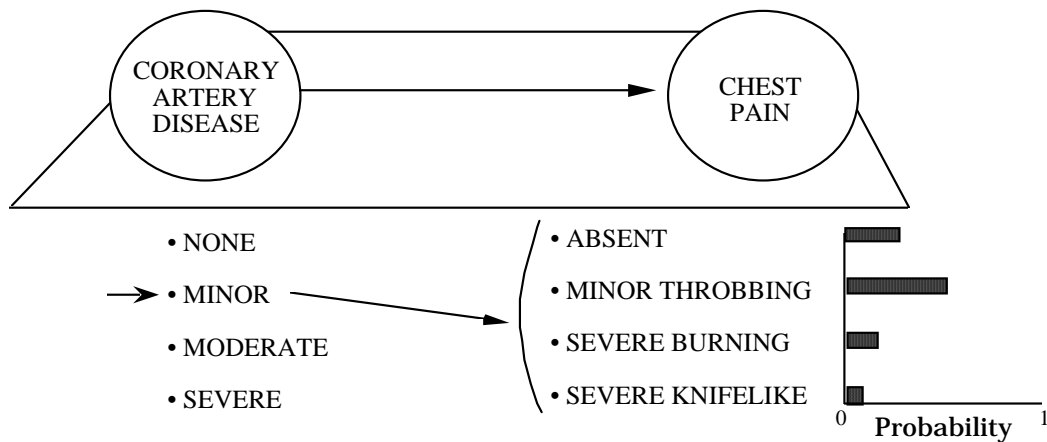 CORONARY
ARTERY
DISEASE
CHEST
PAIN
• NONE
• MINOR
• MODERATE
• SEVERE
• ABSENT
• MINOR THROBBING
• SEVERE BURNING
• SEVERE KNIFELIKE
0
1
Probability